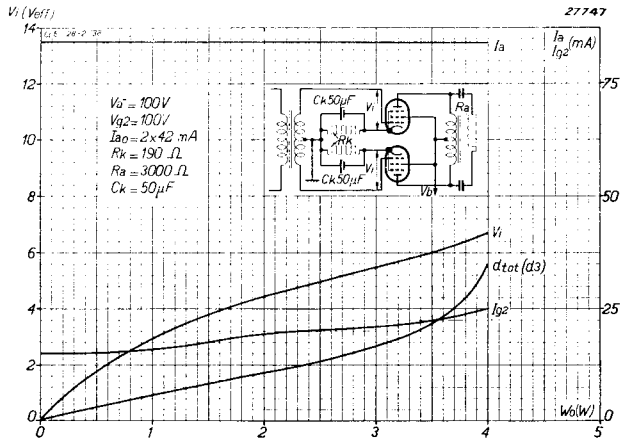 Vi (Veff)
27747
14
Ia
Ia
Ig2 (mA)
12
75
Va = 100V
Vg2 = 100V
Iao = 2x42 mA
Rk = 190 Ω
Ra = 3000 Ω
Ck = 50μF
Ck50μF
Vi
Rk
Ra
Vi
Ck50μF
Vb
10
8
50
6
Vi
dtot (d3)
4
Ig2
25
2
0
0
Wo(W)
0
1
2
3
4
5